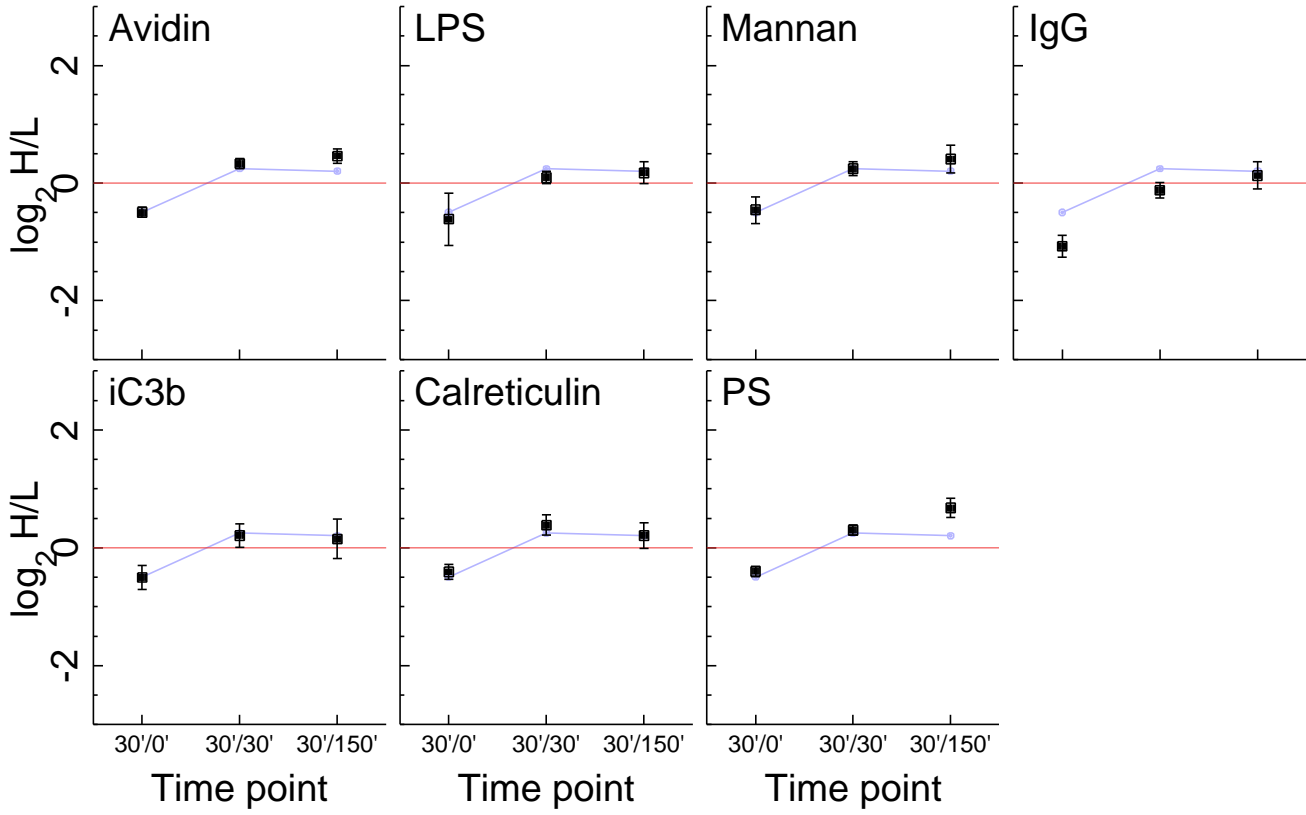 Avidin LPS Mannan IgG
2
0
-2
log2 H/L
iC3b Calreticulin PS
2
0
-2
log2 H/L
30'/0' 30'/30' 30'/150' 30'/0' 30'/30' 30'/150' 30'/0' 30'/30' 30'/150'
Time point Time point Time point